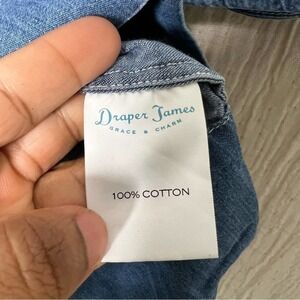 Draper James
GRACE & CHARM
100% COTTON